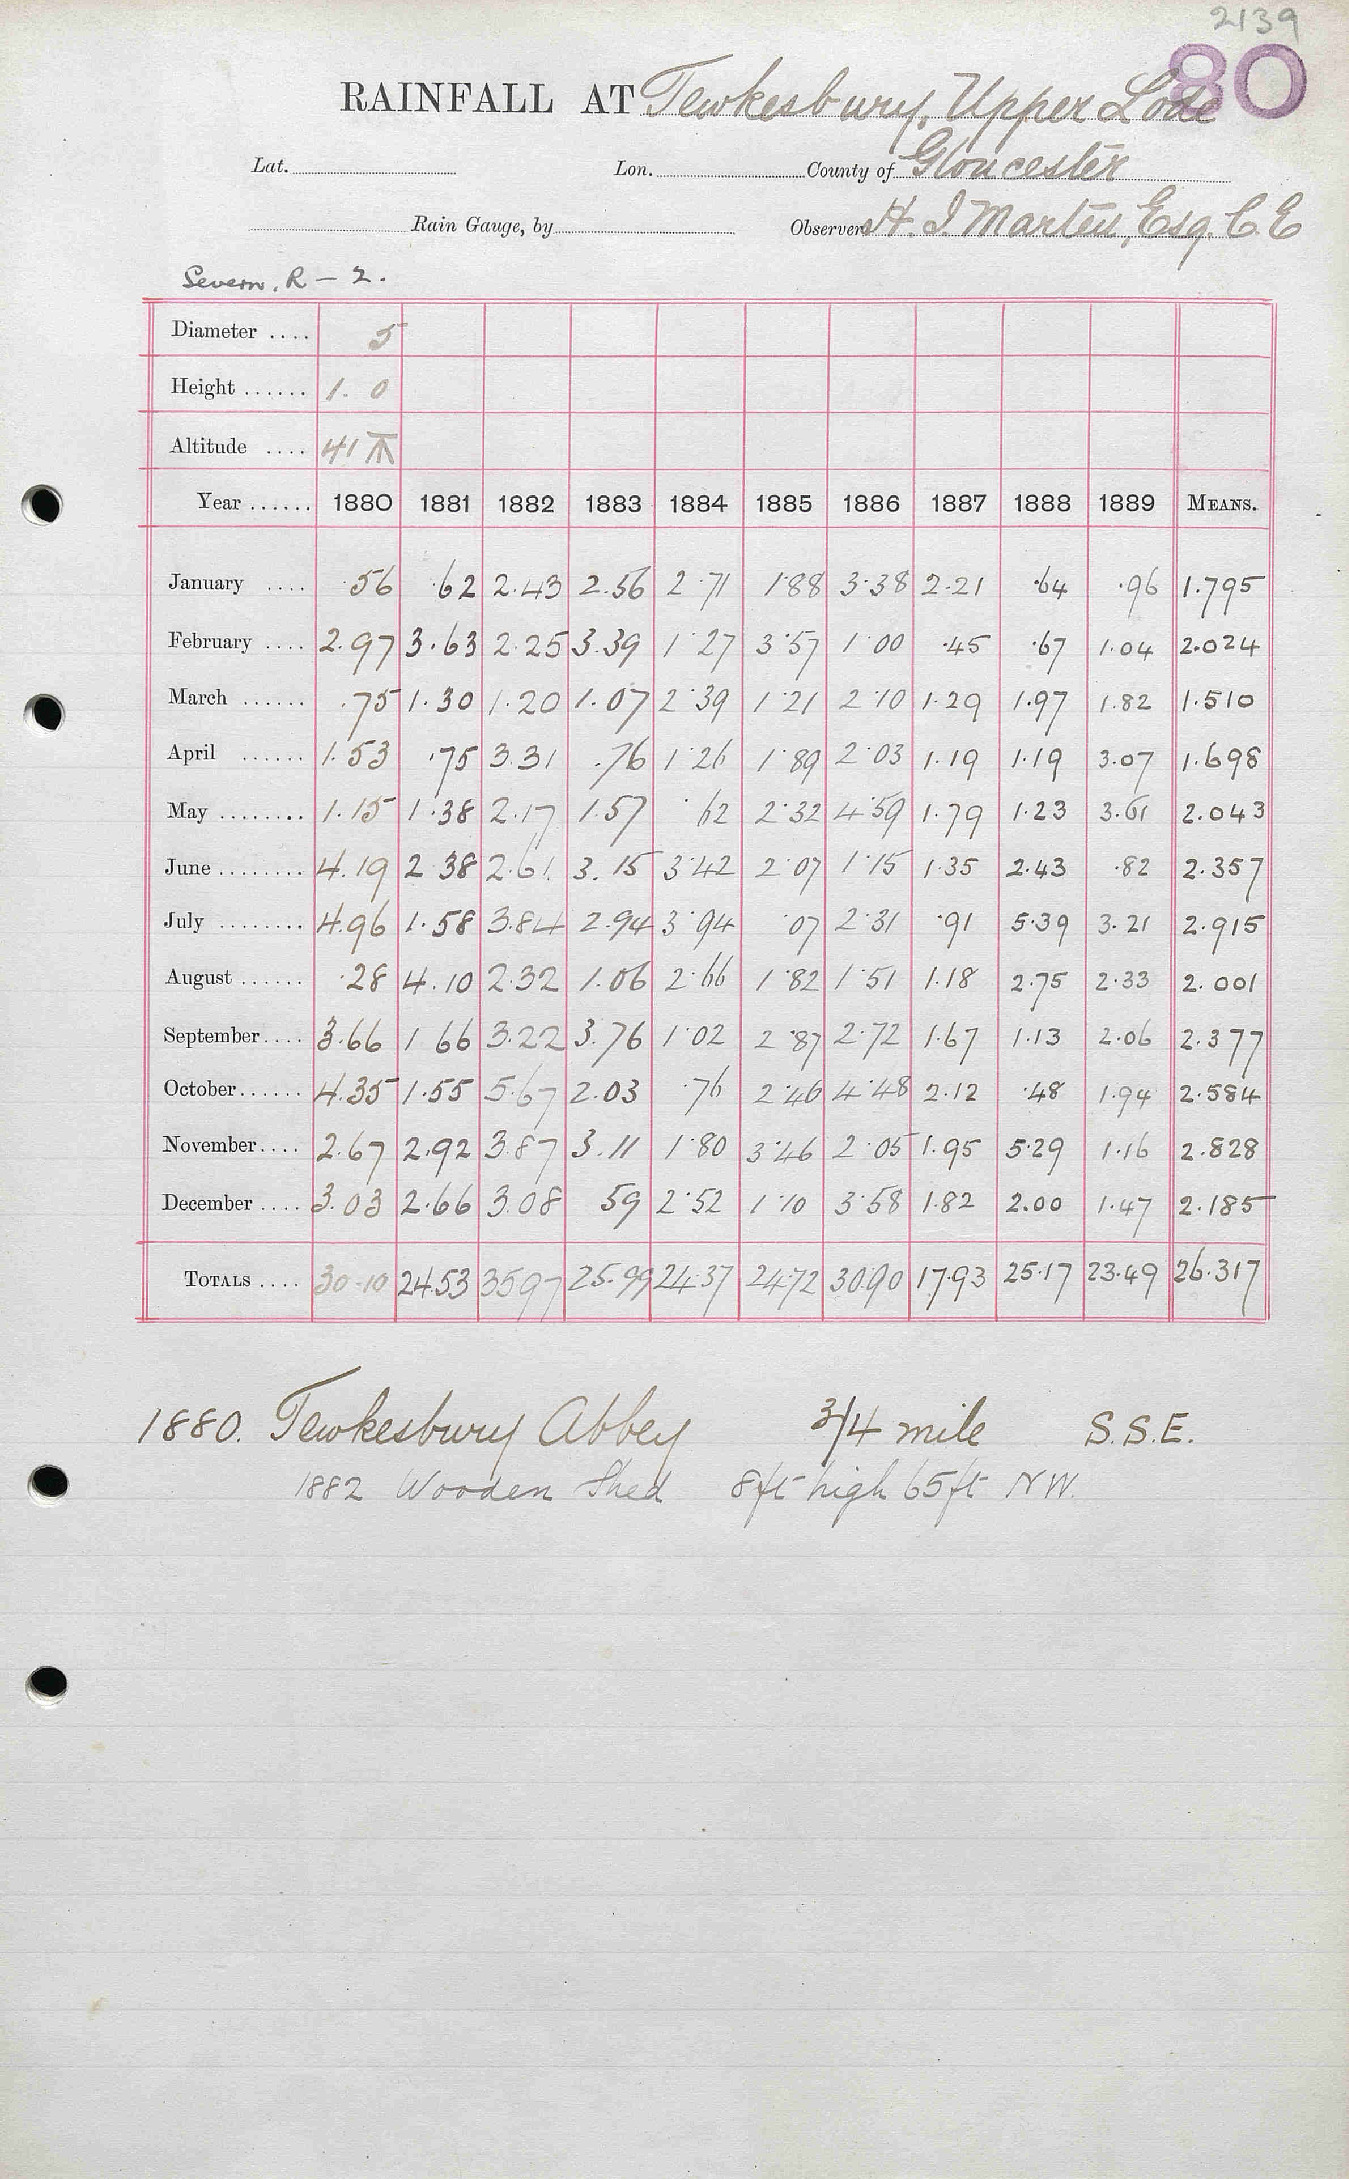 2139
80
RAINFALL AT Tewkesbury, Upper Lode
Lat. Lon. County of Gloucester
Rain Gauge, by Observer H. J Marten, Esq. C. E
Severn, R - 2.
Diameter .... 5
Height ...... 1. 0
Altitude .... 41
Year ...... 1880 1881 1882 1883 1884 1885 1886 1887 1888 1889 MEANS.
January .... .56 .62 2.43 2.56 2.71 1.88 3.38 2.21 .64 .96 1.795
February .... 2.97 3.63 2.25 3.39 1.27 3.57 1.00 .45 .67 1.04 2.024
March ...... .75 1.30 1.20 1.07 2.39 1.21 2.10 1.29 1.97 1.82 1.510
April ...... 1.53 .75 3.31 .76 1.26 1.89 2.03 1.19 1.19 3.07 1.698
May ........ 1.15 1.38 2.17 1.57 .62 2.32 4.59 1.79 1.23 3.61 2.043
June ........ 4.19 2.38 2.61. 3.15 3.42 2.07 1.15 1.35 2.43 .82 2.357
July ........ 4.96 1.58 3.84 2.94 3.94 .07 2.31 .91 5.39 3.21 2.915
August ...... .28 4.10 2.32 1.06 2.66 1.82 1.51 1.18 2.75 2.33 2.001
September.... 3.66 1 66 3.22 3.76 1.02 2.87 2.72 1.67 1.13 2.06 2.377
October...... 4.35 1.55 5.67 2.03 .76 2.46 4.48 2.12 .48 1.94 2.584
November.... 2.67 2.92 3.87 3.11 1.80 3.46 2.05 1.95 5.29 1.16 2.828
December .... 3.03 2.66 3.08 59 2.52 1.10 3.58 1.82 2.00 1.47 2.185
TOTALS .... 30.10 24.53 35.97 25.99 24.37 24.72 30.90 17.93 25.17 23.49 26.317
1880. Tewkesbury Abbey 3/4 mile S.S.E.
1882 Wooden Shed 8ft high 65ft NW.